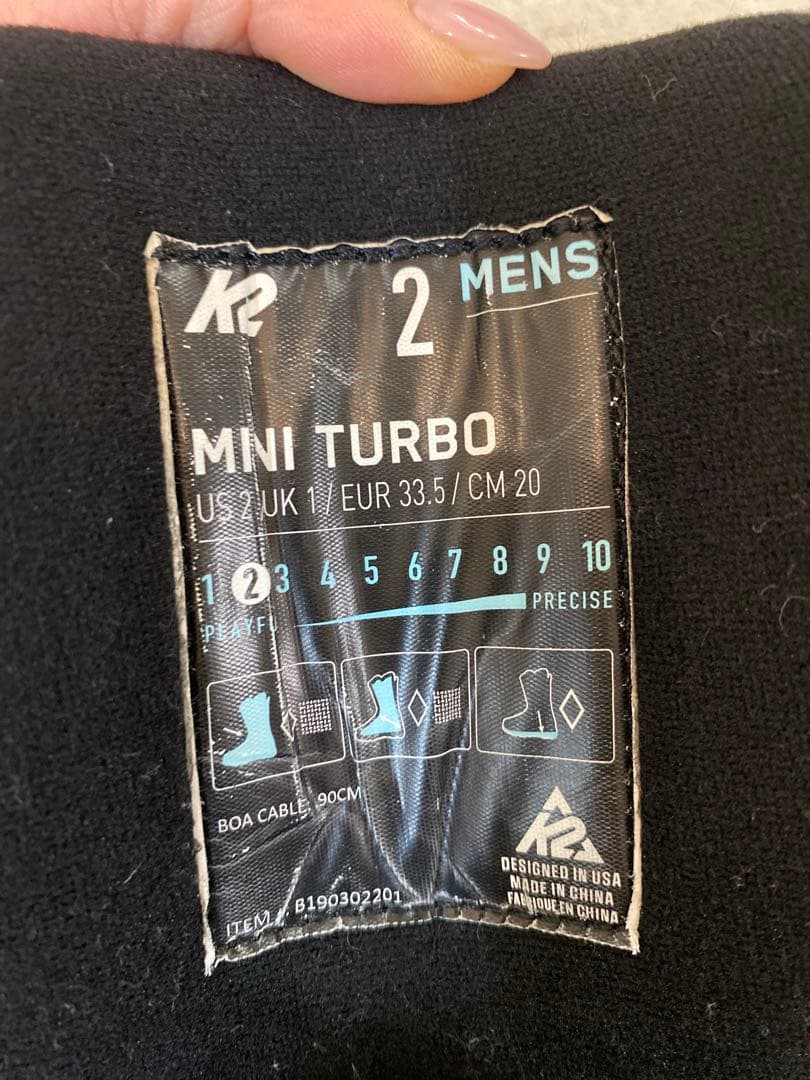 K2 2 MENS
MNI TURBO
US 2 UK 1 / EUR 33.5 / CM 20
1 2 3 4 5 6 7 8 9 10
PLAYFU PRECISE
BOA CABLE: 90CM
K2
DESIGNED IN USA
MADE IN CHINA
FABRIQUE EN CHINA
ITEM #: B190302201